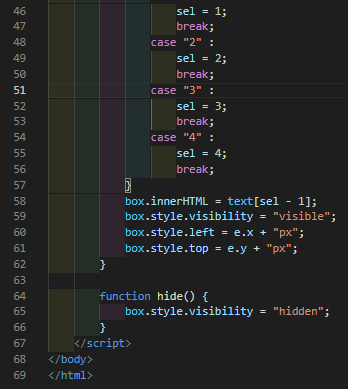 46 sel = 1;
47 break;
48 case "2" :
49 sel = 2;
50 break;
51 case "3" :
52 sel = 3;
53 break;
54 case "4" :
55 sel = 4;
56 break;
57 }
58 box.innerHTML = text[sel - 1];
59 box.style.visibility = "visible";
60 box.style.left = e.x + "px";
61 box.style.top = e.y + "px";
62 }
63
64 function hide() {
65 box.style.visibility = "hidden";
66 }
67 </script>
68 </body>
69 </html>